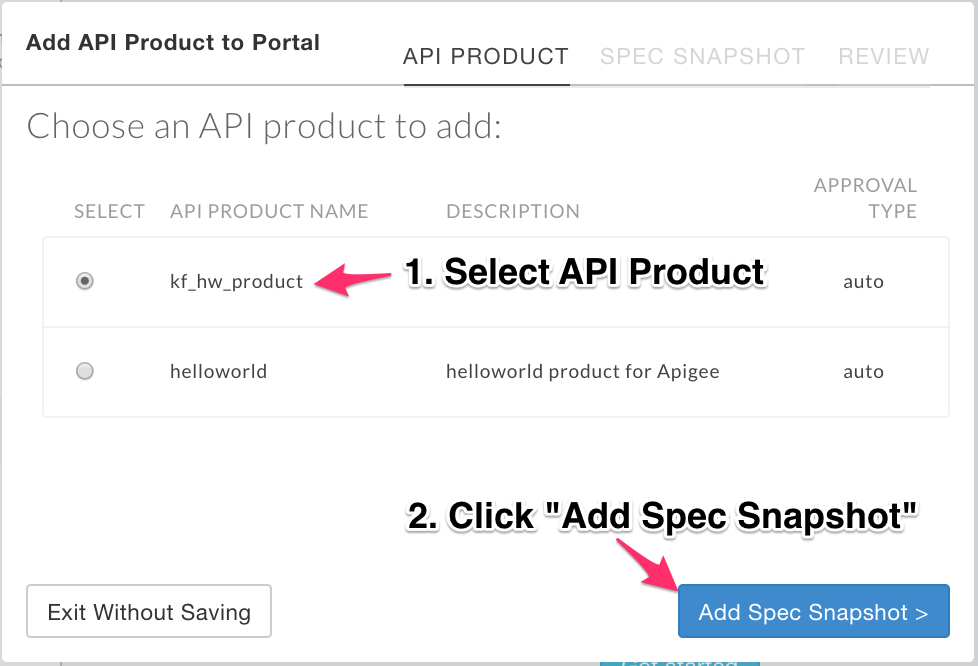 Add API Product to Portal
API PRODUCT
SPEC SNAPSHOT
REVIEW
Choose an API product to add:
SELECT
API PRODUCT NAME
DESCRIPTION
APPROVAL
TYPE
kf_hw_product
1. Select API Product
auto
helloworld
helloworld product for Apigee
auto
2. Click "Add Spec Snapshot"
Exit Without Saving
Add Spec Snapshot >